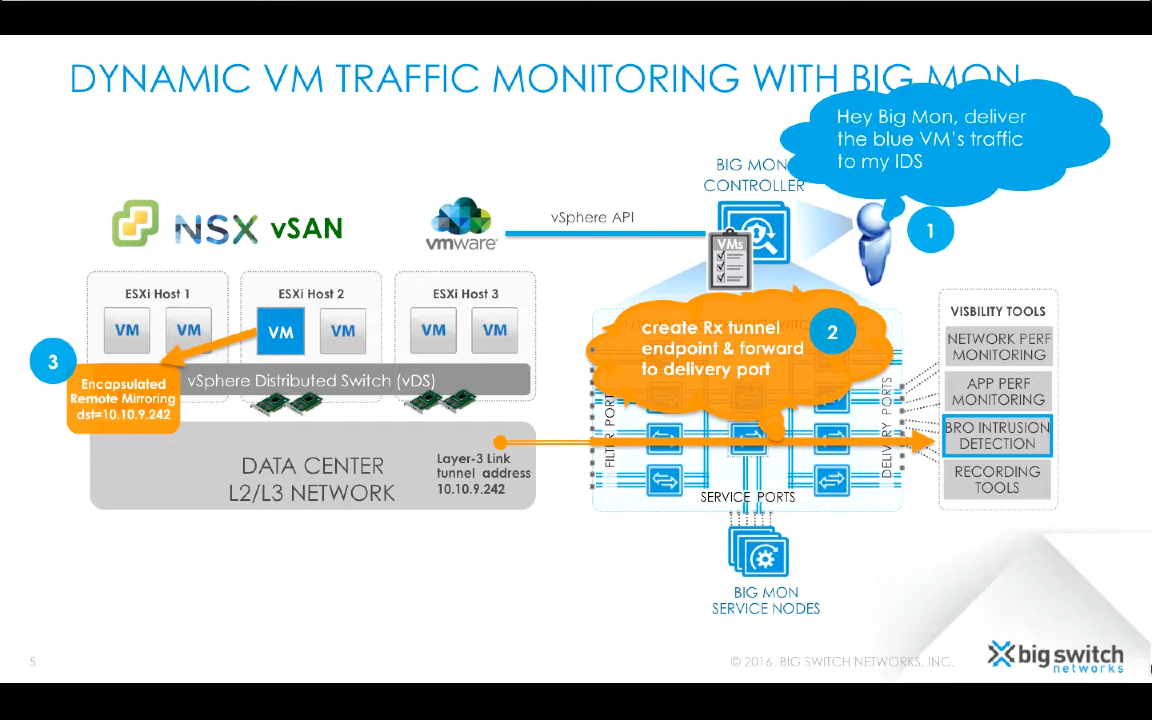 DYNAMIC VM TRAFFIC MONITORING WITH BIG MON
Hey Big Mon, deliver
the blue VM's traffic
to my IDS
BIG MON
CONTROLLER
NSX
vSAN
vmware
vSphere API
VMs
1
ESXi Host 1
ESXi Host 2
ESXi Host 3
VM
VM
VM
VM
VM
VM
create Rx tunnel
endpoint & forward
to delivery port
2
VISBILITY TOOLS
NETWORK PERF
MONITORING
APP PERF
MONITORING
BRO INTRUSION
DETECTION
RECORDING
TOOLS
3
Encapsulated
Remote Mirroring
dst=10.10.9.242
vSphere Distributed Switch (vDS)
DATA CENTER
L2/L3 NETWORK
Layer-3 Link
tunnel address
10.10.9.242
FILTER PORT
DELIVERY PORTS
SERVICE PORTS
BIG MON
SERVICE NODES
5
© 2016. BIG SWITCH NETWORKS, INC.
big switch
networks